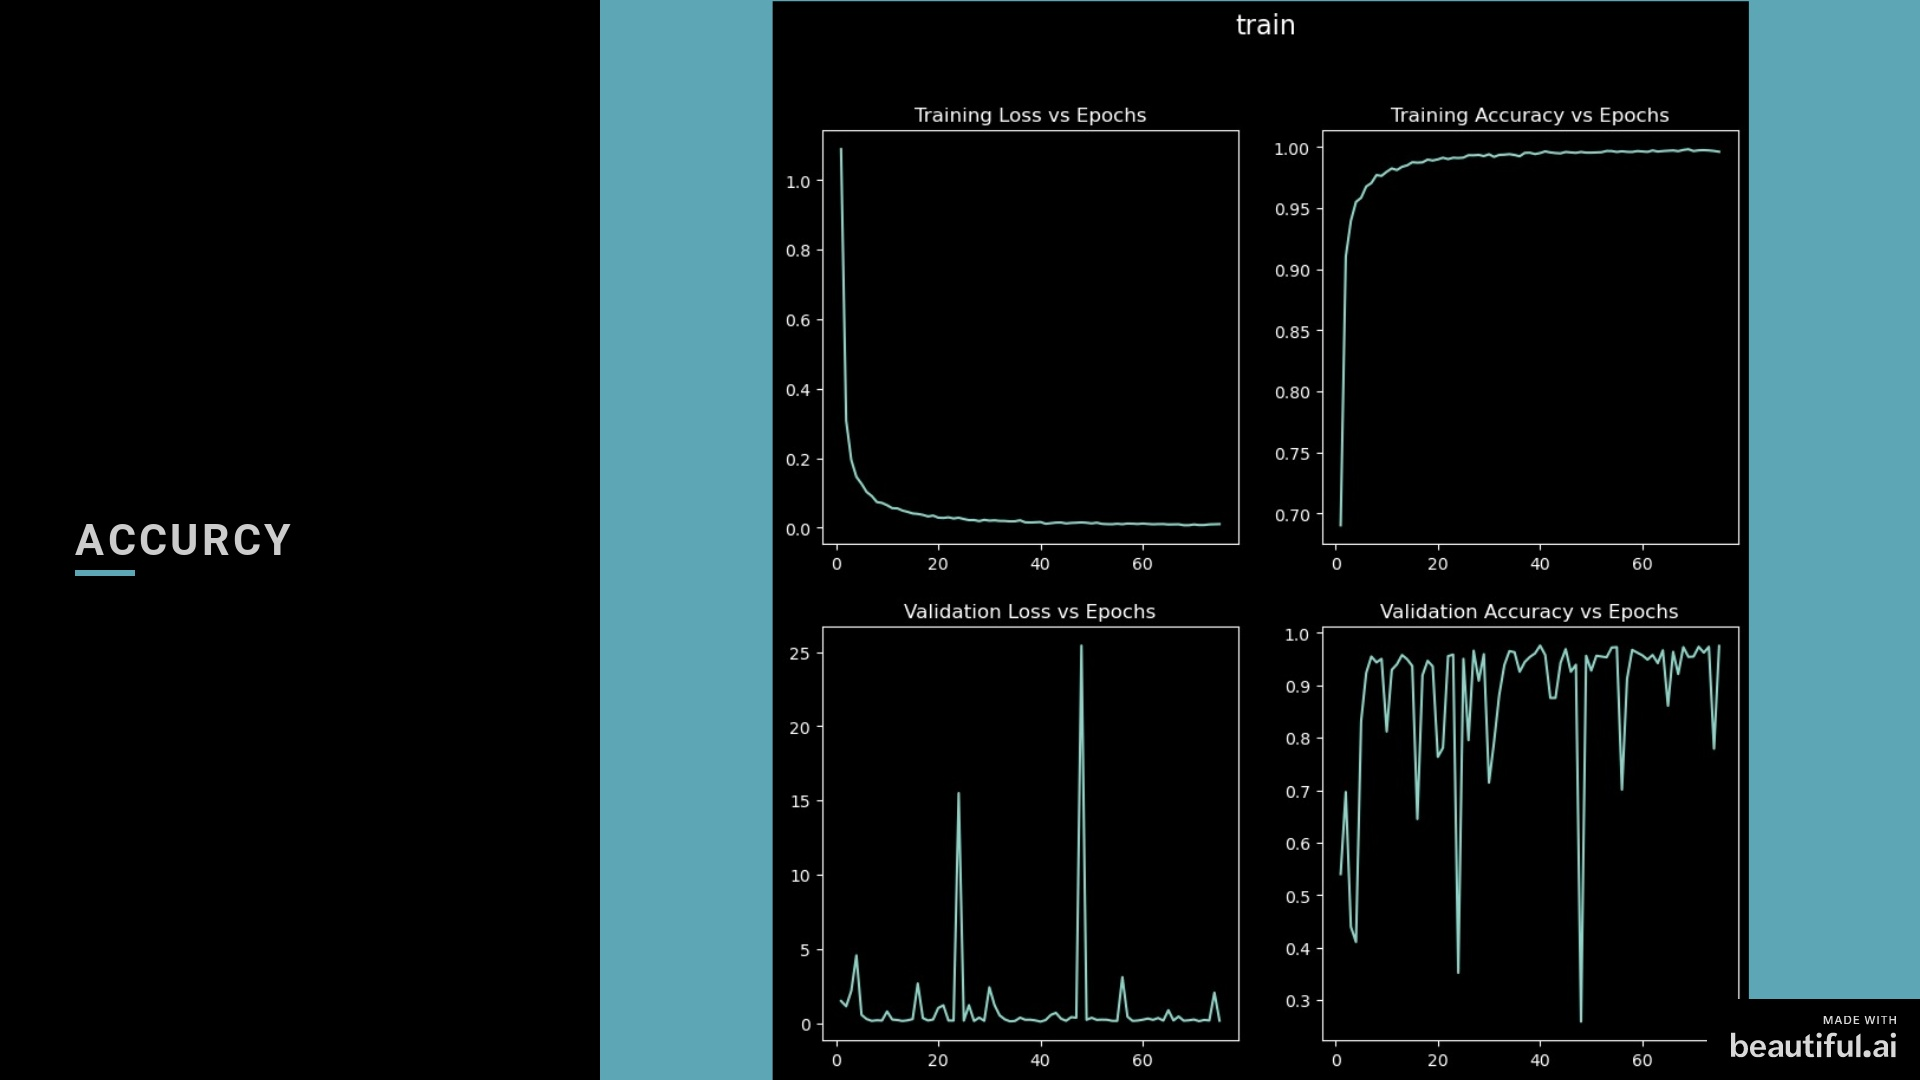 train
Training Loss vs Epochs
1.0
0.8
0.6
0.4
0.2
0.0
0 20 40 60
Training Accuracy vs Epochs
1.00
0.95
0.90
0.85
0.80
0.75
0.70
0 20 40 60
ACCURCY
Validation Loss vs Epochs
25
20
15
10
5
0
0 20 40 60
Validation Accuracy vs Epochs
1.0
0.9
0.8
0.7
0.6
0.5
0.4
0.3
0 20 40 60
MADE WITH
beautiful.ai